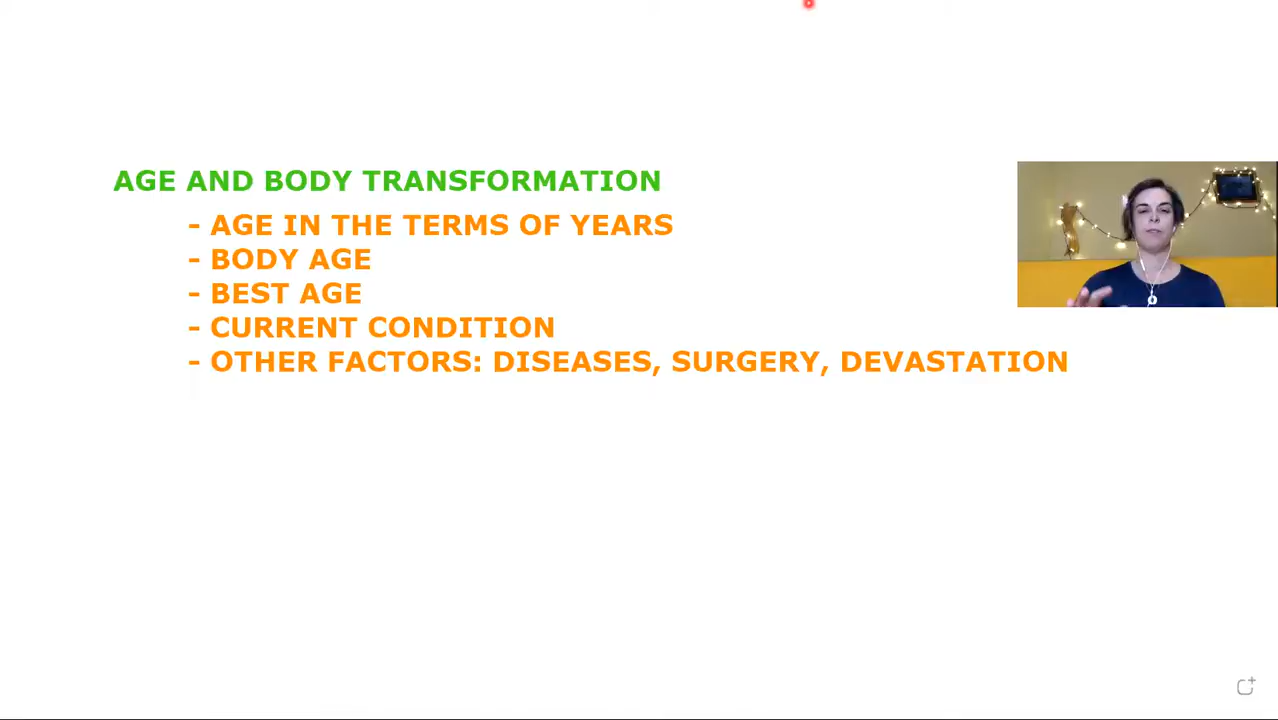 AGE AND BODY TRANSFORMATION
- AGE IN THE TERMS OF YEARS
- BODY AGE
- BEST AGE
- CURRENT CONDITION
- OTHER FACTORS: DISEASES, SURGERY, DEVASTATION